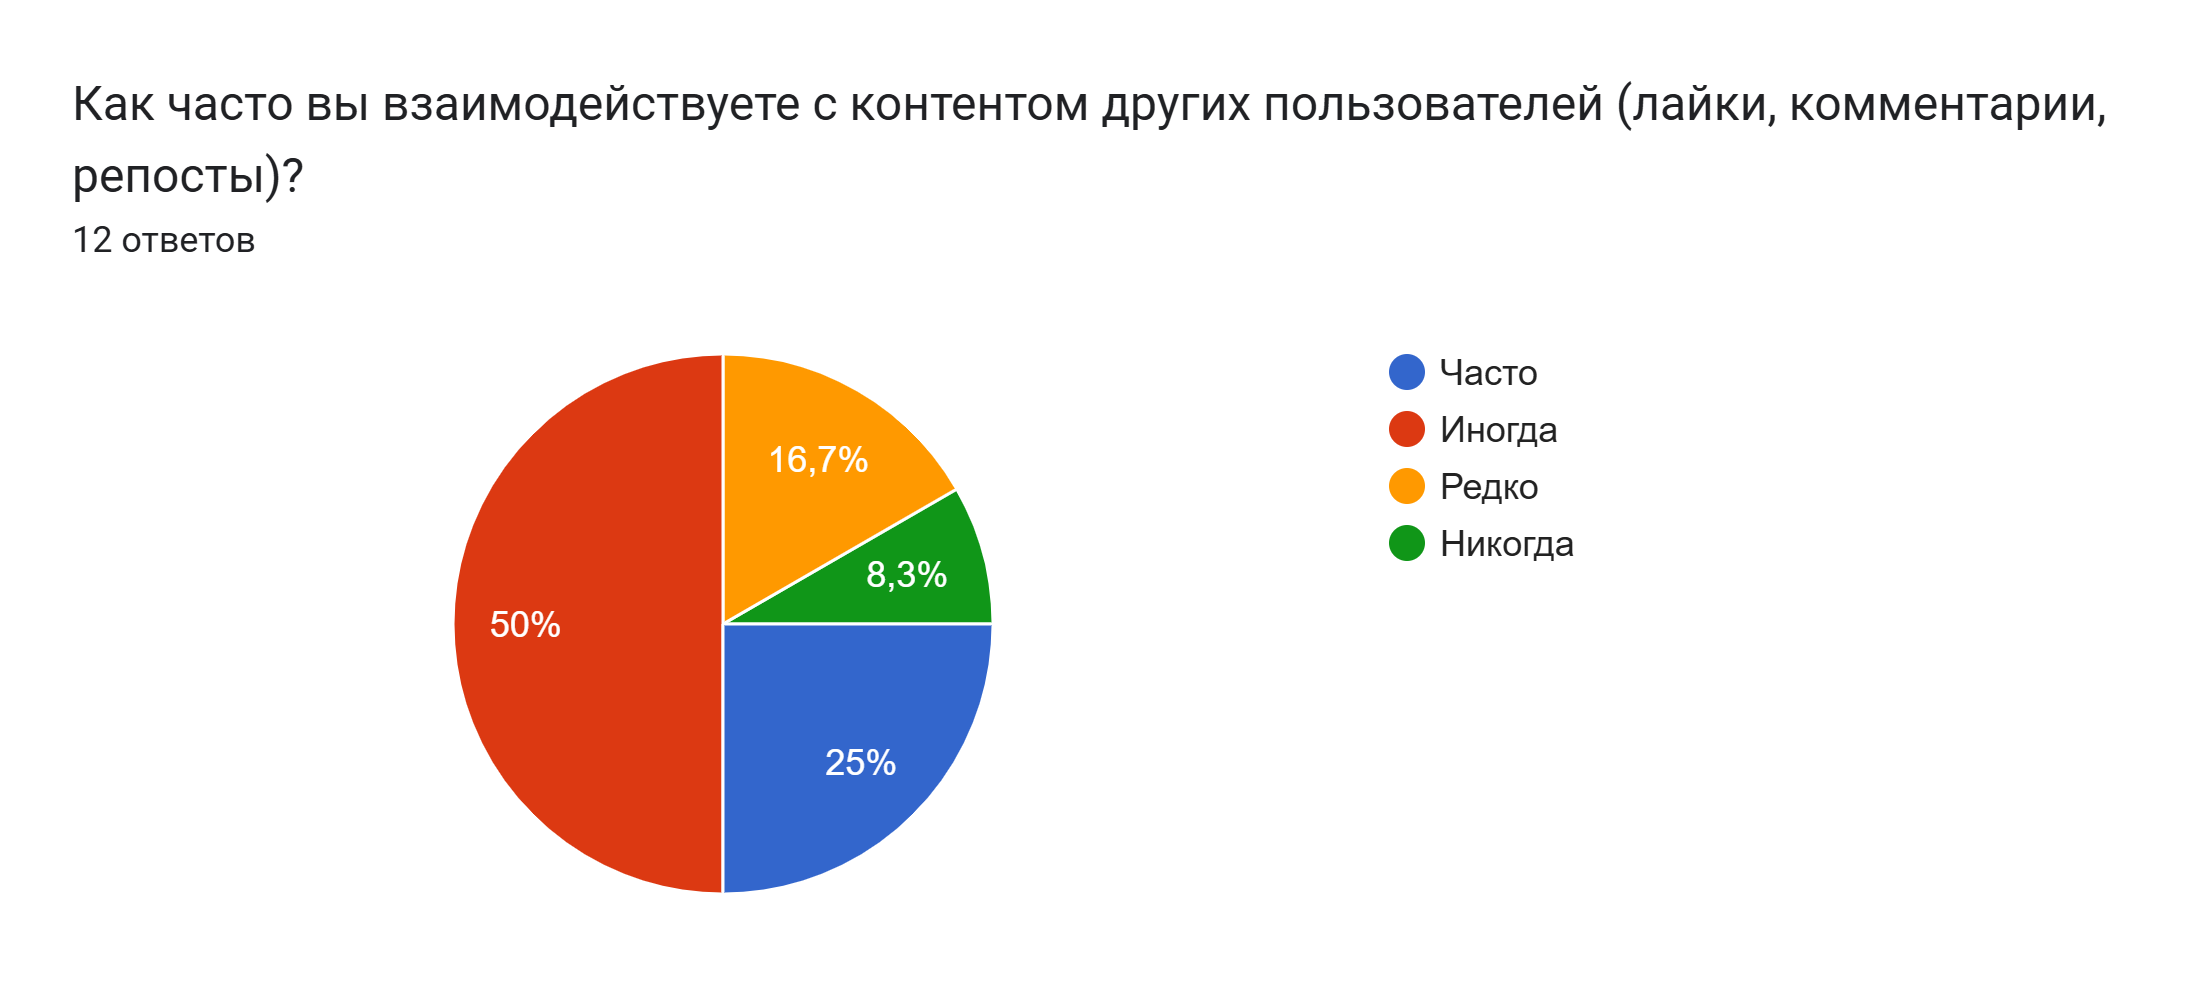 Как часто вы взаимодействуете с контентом других пользователей (лайки, комментарии,
репосты)?
12 ответов
Часто
Иногда
Редко
Никогда
16,7%
8,3%
50%
25%